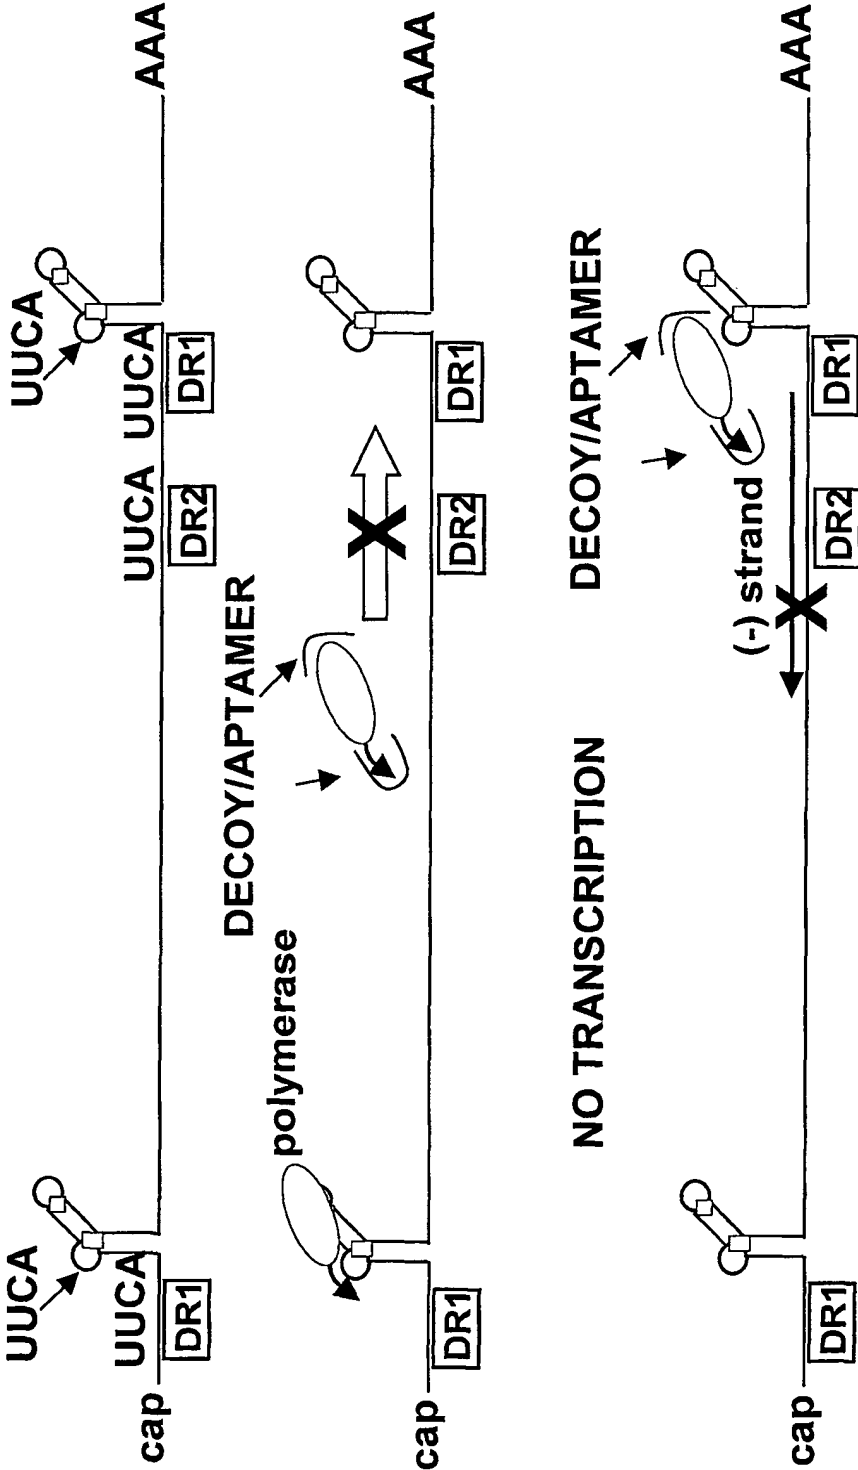 UUCA UUCA
UUCA UUCA UUCA
cap AAA
DR1 DR2 DR1
DECOY/APTAMER
polymerase
cap AAA
DR1 DR2 DR1
DECOY/APTAMER
NO TRANSCRIPTION
(-) strand
cap AAA
DR1 DR2 DR1